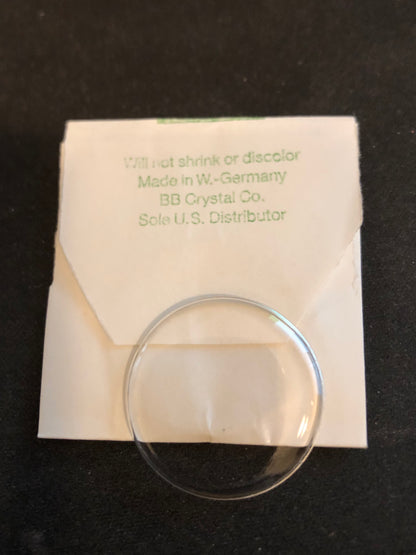 Will not shrink or discolor
Made in W.-Germany
BB Crystal Co.
Sole U.S. Distributor